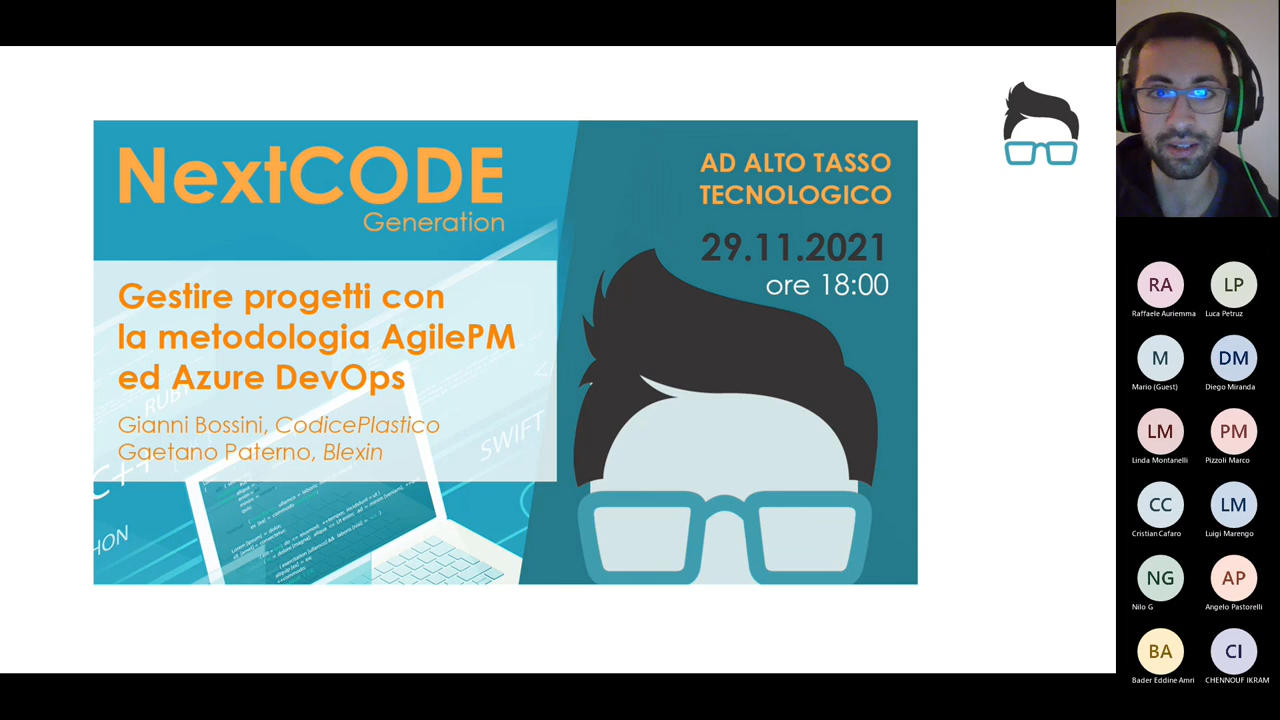 NextCODE
Generation
AD ALTO TASSO
TECNOLOGICO
29.11.2021
ore 18:00
Gestire progetti con
la metodologia AgilePM
ed Azure DevOps
Gianni Bossini, CodicePlastico
Gaetano Paterno, Blexin
RUBY
SWIFT
C++
HON
</>
RA
Raffaele Auriemma
LP
Luca Petruz
M
Mario (Guest)
DM
Diego Miranda
LM
Linda Montanelli
PM
Pizzoli Marco
CC
Cristian Cafaro
LM
Luigi Marengo
NG
Nilo G
AP
Angelo Pastorelli
BA
Bader Eddine Amri
CI
CHENNOUF IKRAM